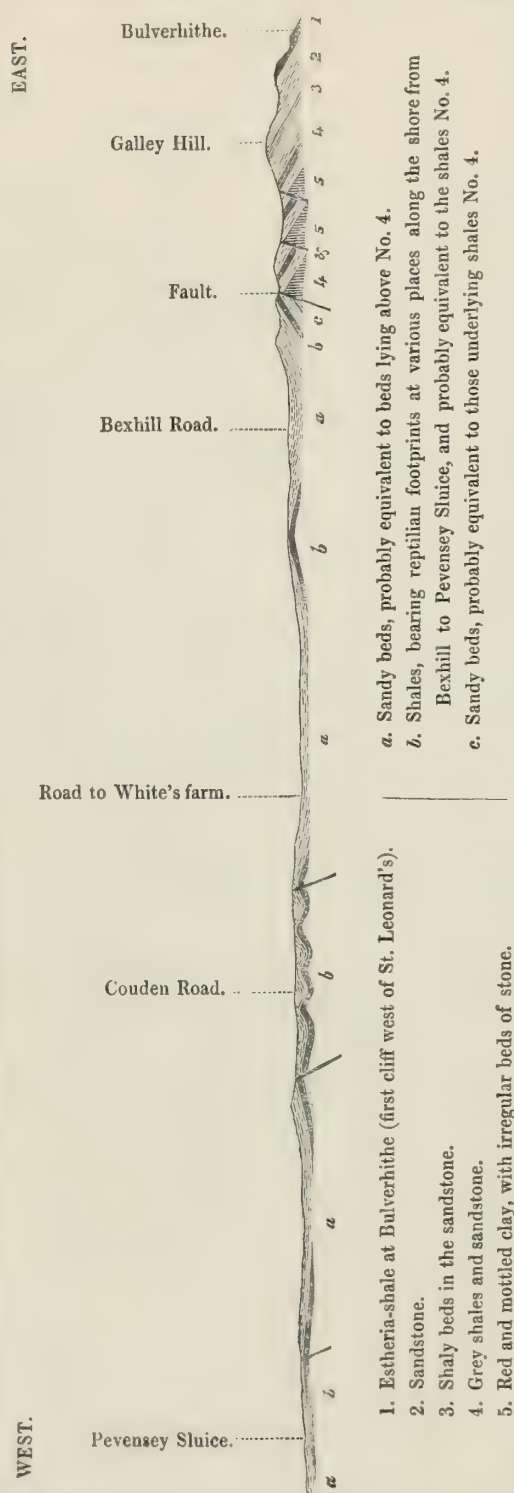 WEST.
EAST.
Pevensey Sluice.
Couden Road.
Road to White's farm.
Bexhill Road.
Fault.
Galley Hill.
Bulverhithe.
a b a b a b a b c 4 5 5 4 3 2 1
1. Estheria-shale at Bulverhithe (first cliff west of St. Leonard's).
2. Sandstone.
3. Shaly beds in the sandstone.
4. Grey shales and sandstone.
5. Red and mottled clay, with irregular beds of stone.
a. Sandy beds, probably equivalent to beds lying above No. 4.
b. Shales, bearing reptilian footprints at various places along the shore from
Bexhill to Pevensey Sluice, and probably equivalent to the shales No. 4.
c. Sandy beds, probably equivalent to those underlying shales No. 4.